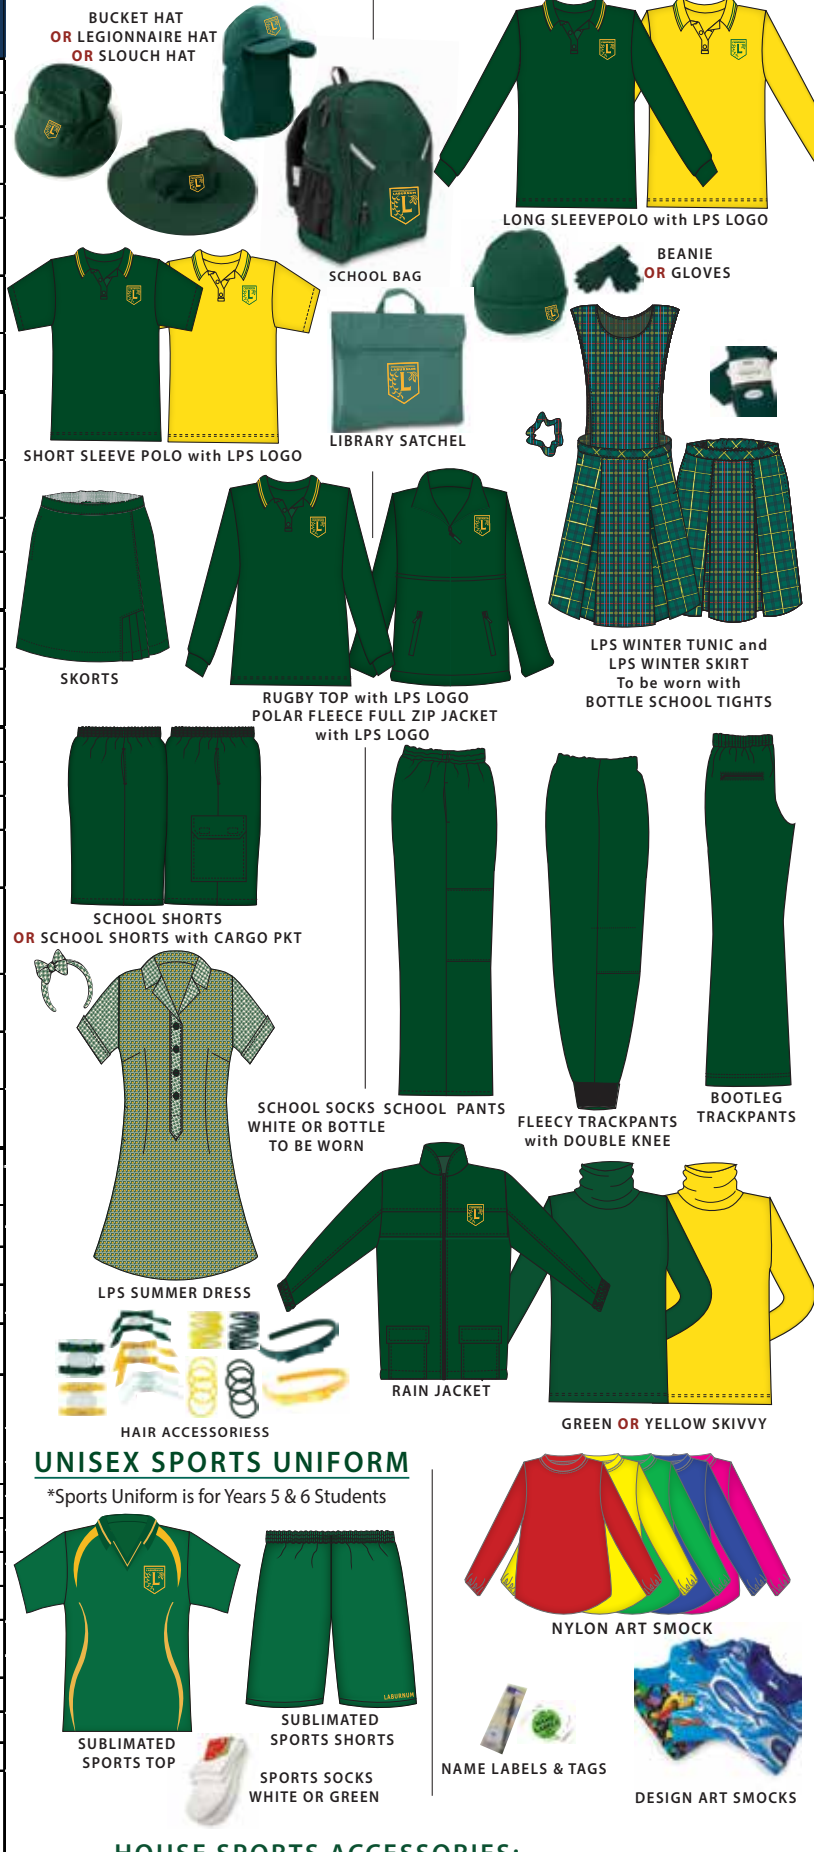 BUCKET HAT
OR LEGIONNAIRE HAT
OR SLOUCH HAT
LABURNUM
L
SCHOOL BAG
LONG SLEEVEPOLO with LPS LOGO
BEANIE
OR GLOVES
LABURNUM
L
LIBRARY SATCHEL
SHORT SLEEVE POLO with LPS LOGO
SKORTS
RUGBY TOP with LPS LOGO
POLAR FLEECE FULL ZIP JACKET
with LPS LOGO
LPS WINTER TUNIC and
LPS WINTER SKIRT
To be worn with
BOTTLE SCHOOL TIGHTS
SCHOOL SHORTS
OR SCHOOL SHORTS with CARGO PKT
SCHOOL SOCKS
WHITE OR BOTTLE
TO BE WORN
SCHOOL PANTS
FLEECY TRACKPANTS
with DOUBLE KNEE
BOOTLEG
TRACKPANTS
LPS SUMMER DRESS
RAIN JACKET
GREEN OR YELLOW SKIVVY
HAIR ACCESSORIESS
UNISEX SPORTS UNIFORM
*Sports Uniform is for Years 5 & 6 Students
LABURNUM
SUBLIMATED
SPORTS TOP
SUBLIMATED
SPORTS SHORTS
SPORTS SOCKS
WHITE OR GREEN
NYLON ART SMOCK
NAME LABELS & TAGS
DESIGN ART SMOCKS
HOUSE SPORTS ACCESSORIES: